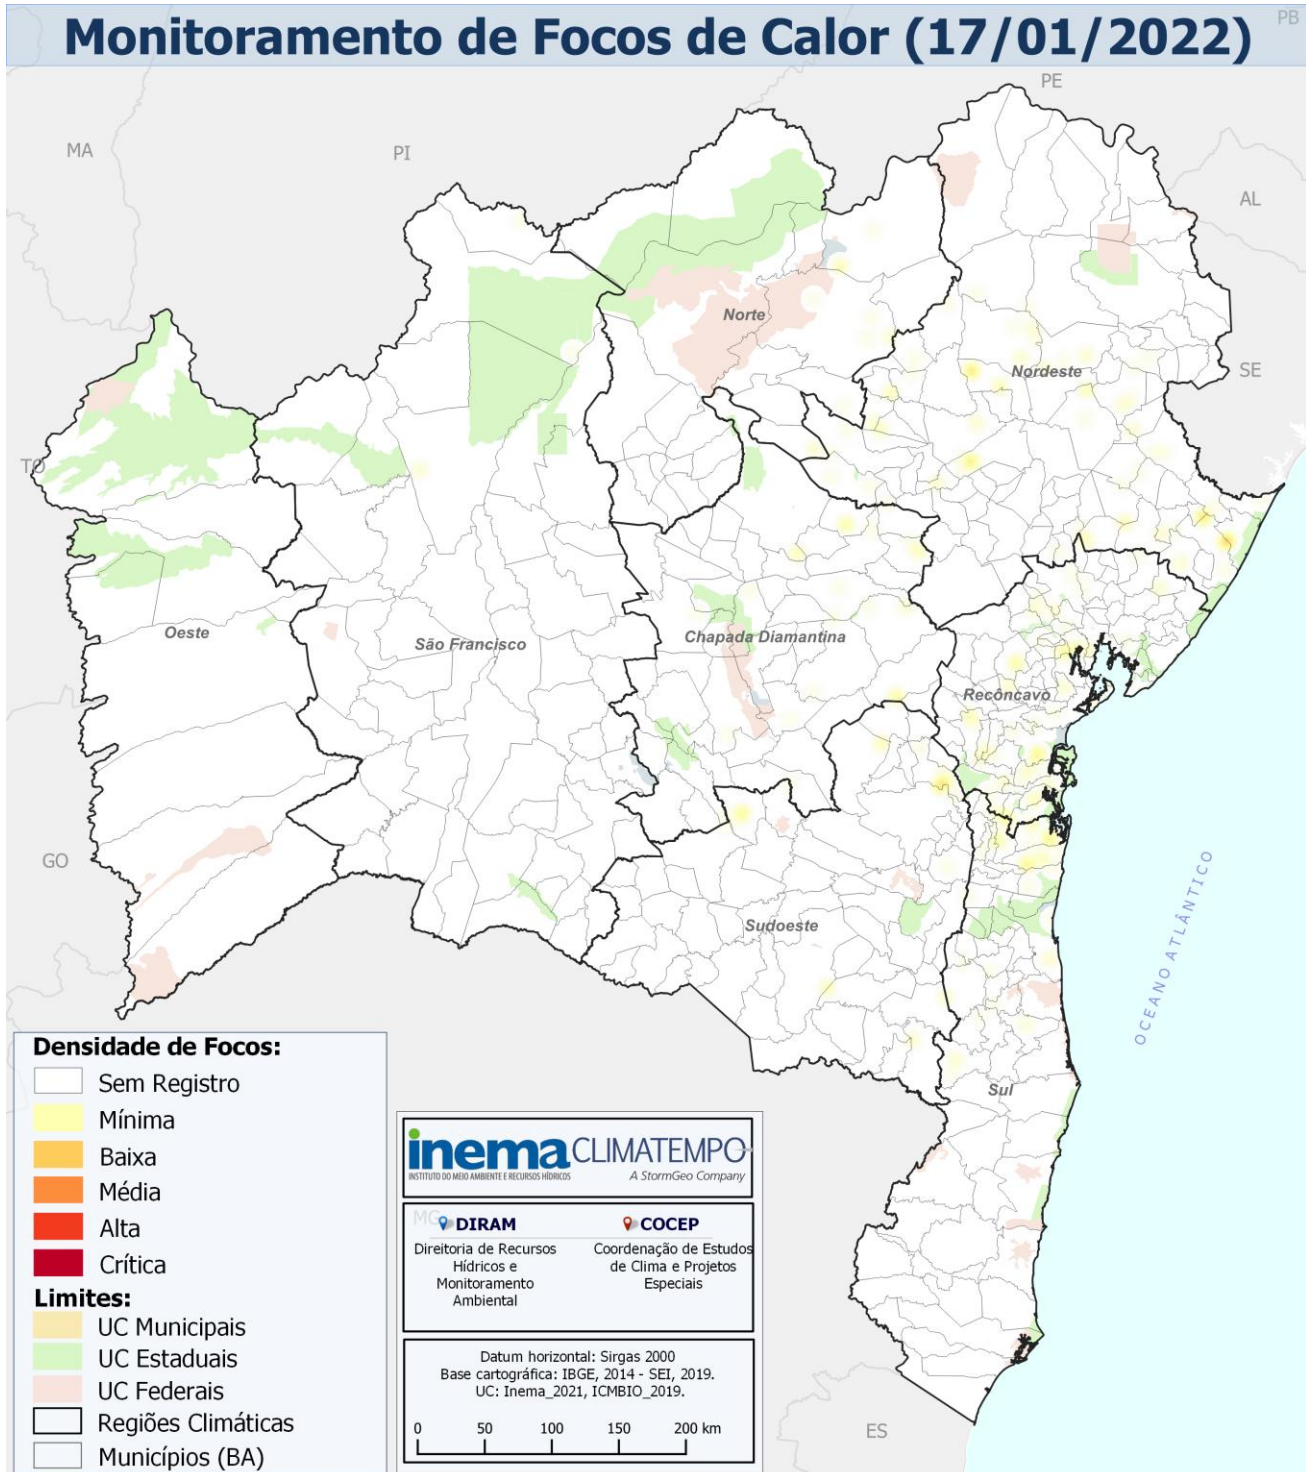 Monitoramento de Focos de Calor (17/01/2022)
PB
PE
MA
PI
AL
Norte
SE
Nordeste
TO
Oeste
São Francisco
Chapada Diamantina
Recôncavo
GO
Sudoeste
OCEANO ATLÂNTICO
Sul
Densidade de Focos:
Sem Registro
Mínima
Baixa
Média
Alta
Crítica
Limites:
UC Municipais
UC Estaduais
UC Federais
Regiões Climáticas
Municípios (BA)
inema CLIMATEMPO
INSTITUTO DO MEIO AMBIENTE E RECURSOS HÍDRICOS
A StormGeo Company
MG
DIRAM
Direitoria de Recursos
Hídricos e
Monitoramento
Ambiental
COCEP
Coordenação de Estudos
de Clima e Projetos
Especiais
Datum horizontal: Sirgas 2000
Base cartográfica: IBGE, 2014 - SEI, 2019.
UC: Inema_2021, ICMBIO_2019.
0 50 100 150 200 km
ES